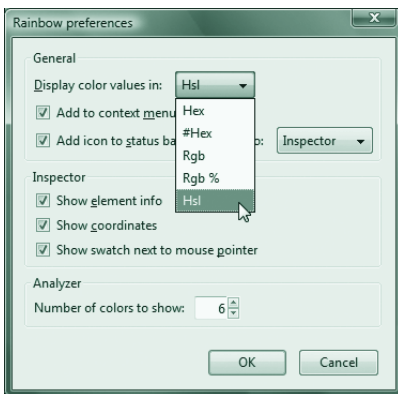 Rainbow preferences
General
Display color values in: Hsl
Hex
#Hex
Rgb
Rgb %
Hsl
Add to context menu
Add icon to status ba o: Inspector
Inspector
Show element info
Show coordinates
Show swatch next to mouse pointer
Analyzer
Number of colors to show: 6
OK Cancel